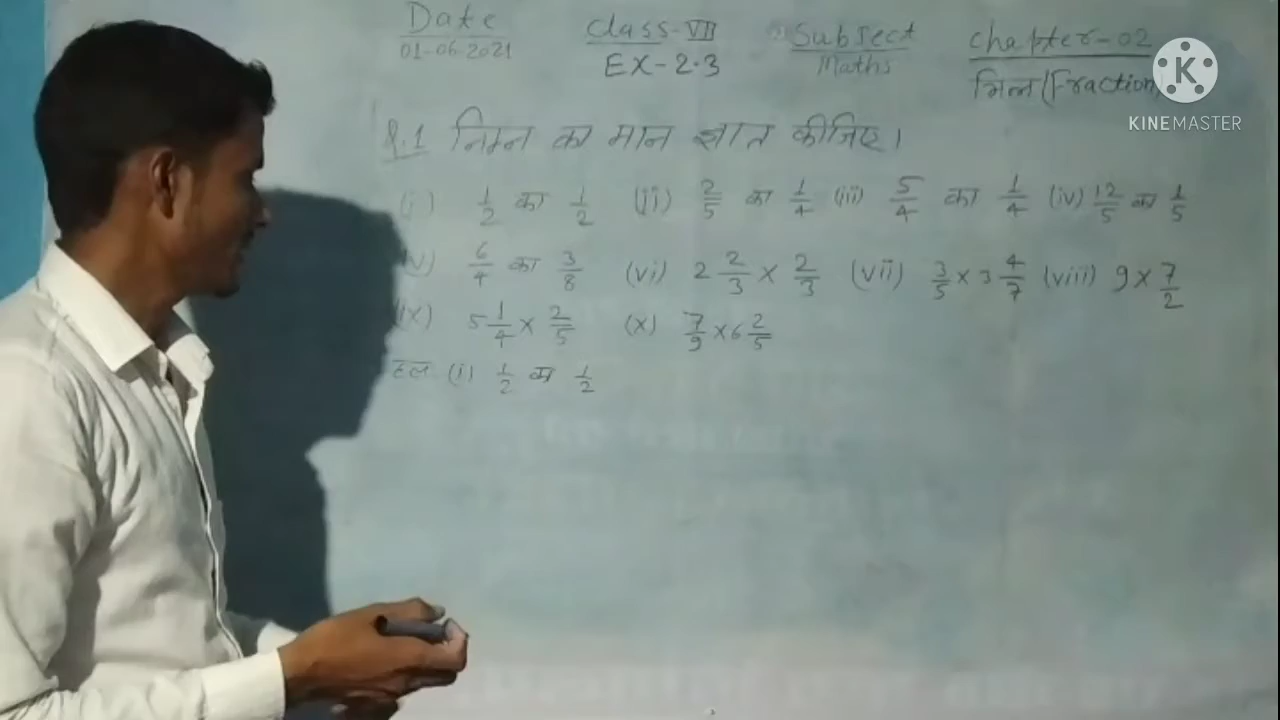 Date Class-VII Subject Chapter-02
01-06-2021 EX-2.3 Maths भिन्न (Fraction)
KINEMASTER
Q.1 निम्न का मान ज्ञात कीजिए।
(i) 1/2 का 1/2 (ii) 2/5 का 1/4 (iii) 5/4 का 1/4 (iv) 12/5 का 1/5
(v) 6/4 का 3/8 (vi) 2 2/3 × 2/3 (vii) 3/5 × 3 4/7 (viii) 9 × 7/2
(ix) 5 1/4 × 2/5 (x) 7/9 × 6 2/5
हल (i) 1/2 का 1/2